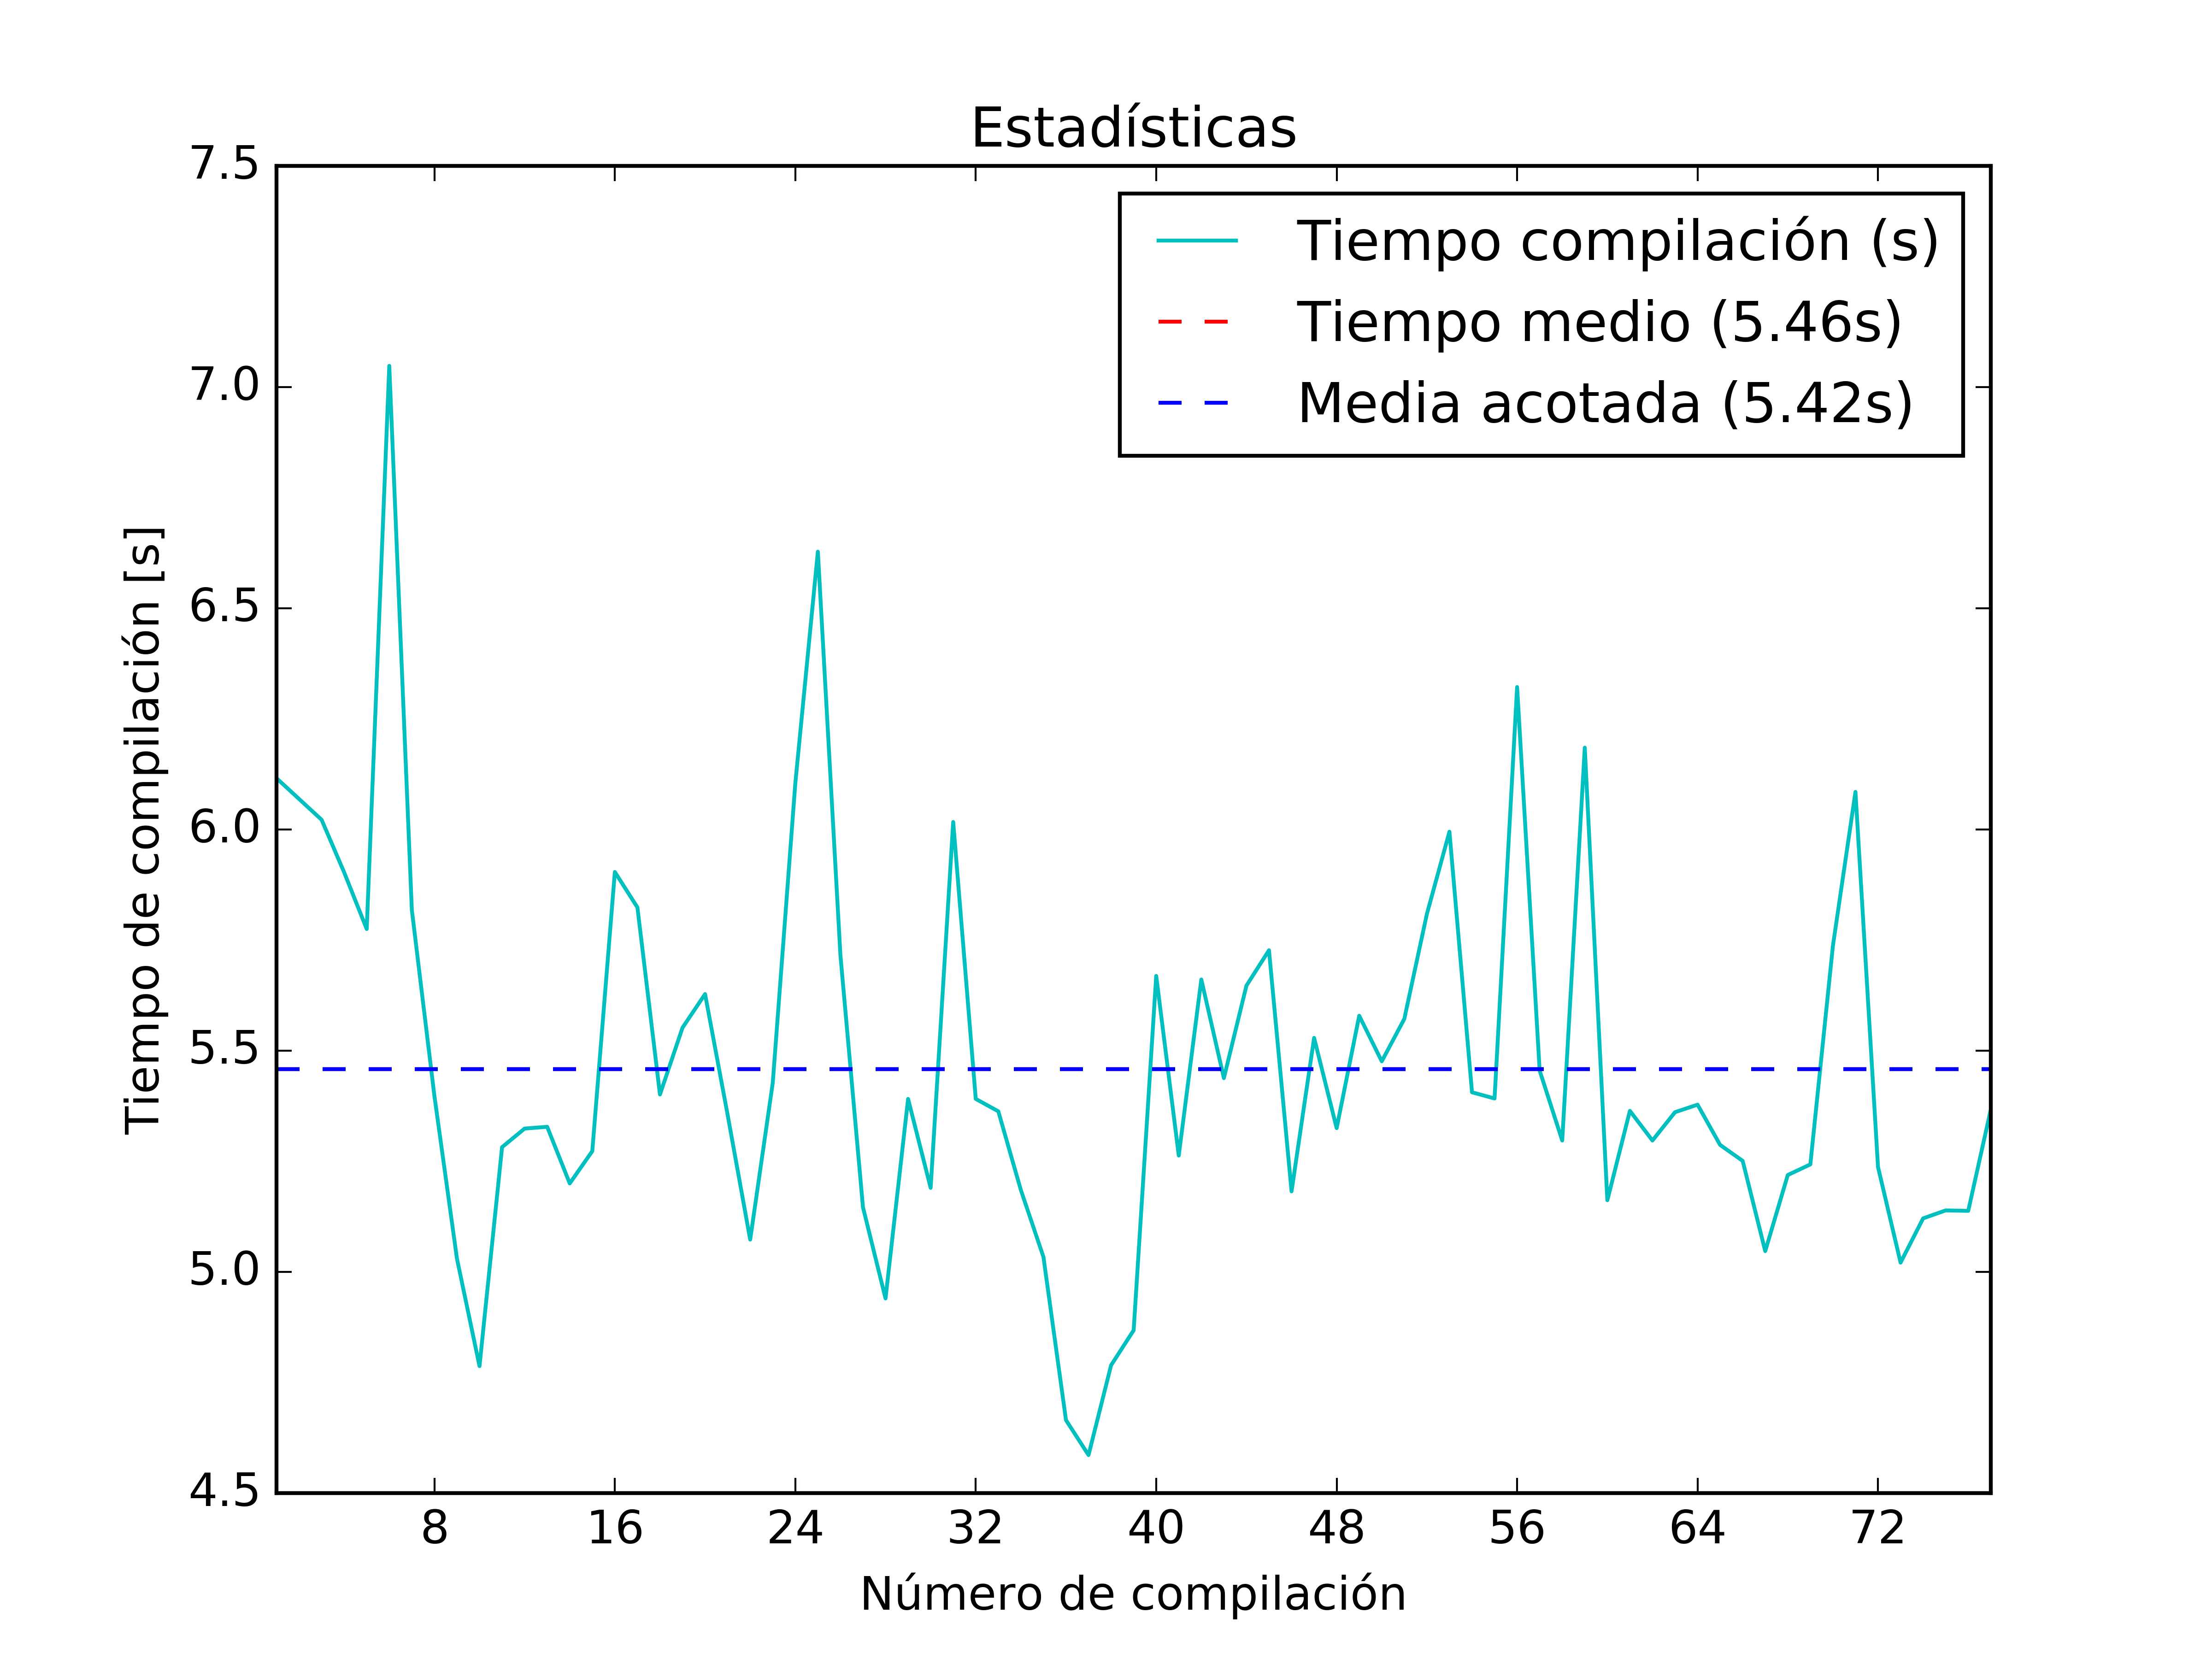 Estadísticas
7.5
7.0
6.5
6.0
5.5
5.0
4.5
Tiempo de compilación [s]
Tiempo compilación (s)
Tiempo medio (5.46s)
Media acotada (5.42s)
8 16 24 32 40 48 56 64 72
Número de compilación